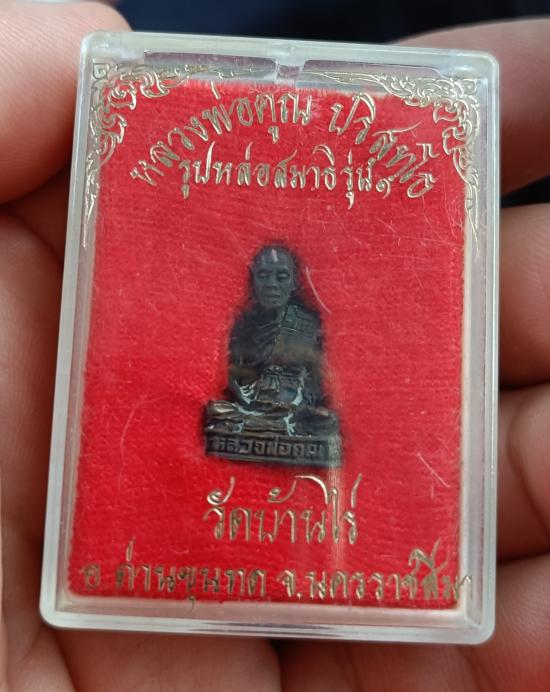 หลวงพ่อคูณ ปริสุทโธ
รูปหล่อสมาธิรุ่น๑
หลวงพ่อคูณ
วัดบ้านไร่
อ.ด่านขุนทด จ.นครราชสีมา